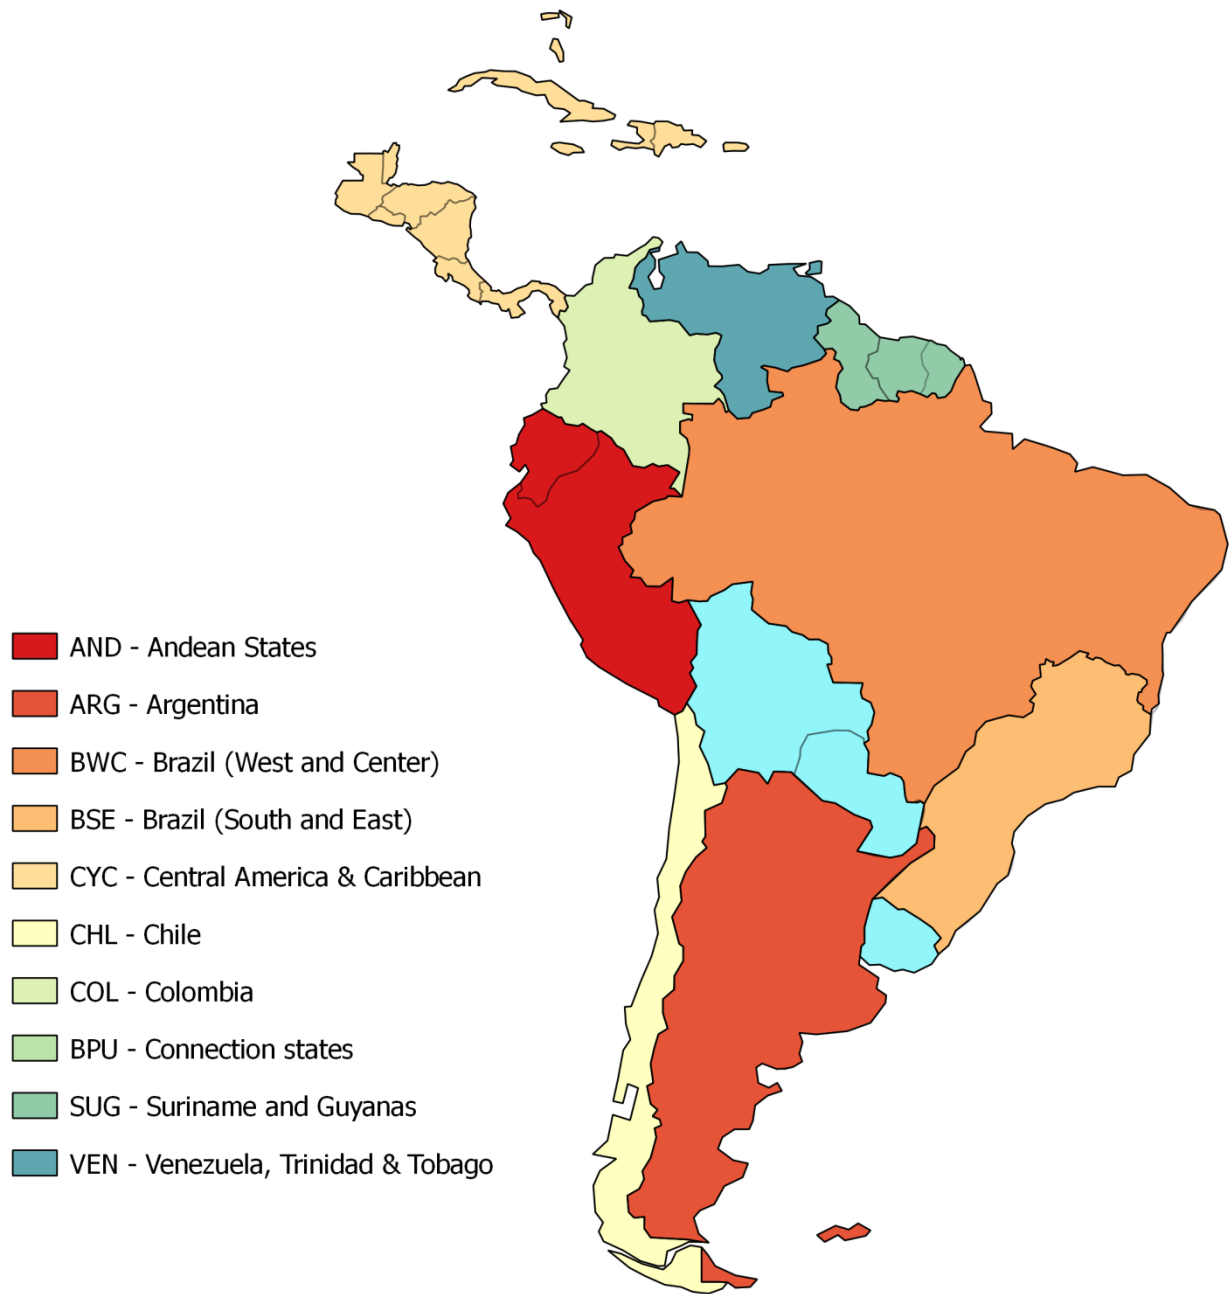 AND - Andean States
ARG - Argentina
BWC - Brazil (West and Center)
BSE - Brazil (South and East)
CYC - Central America & Caribbean
CHL - Chile
COL - Colombia
BPU - Connection states
SUG - Suriname and Guyanas
VEN - Venezuela, Trinidad & Tobago